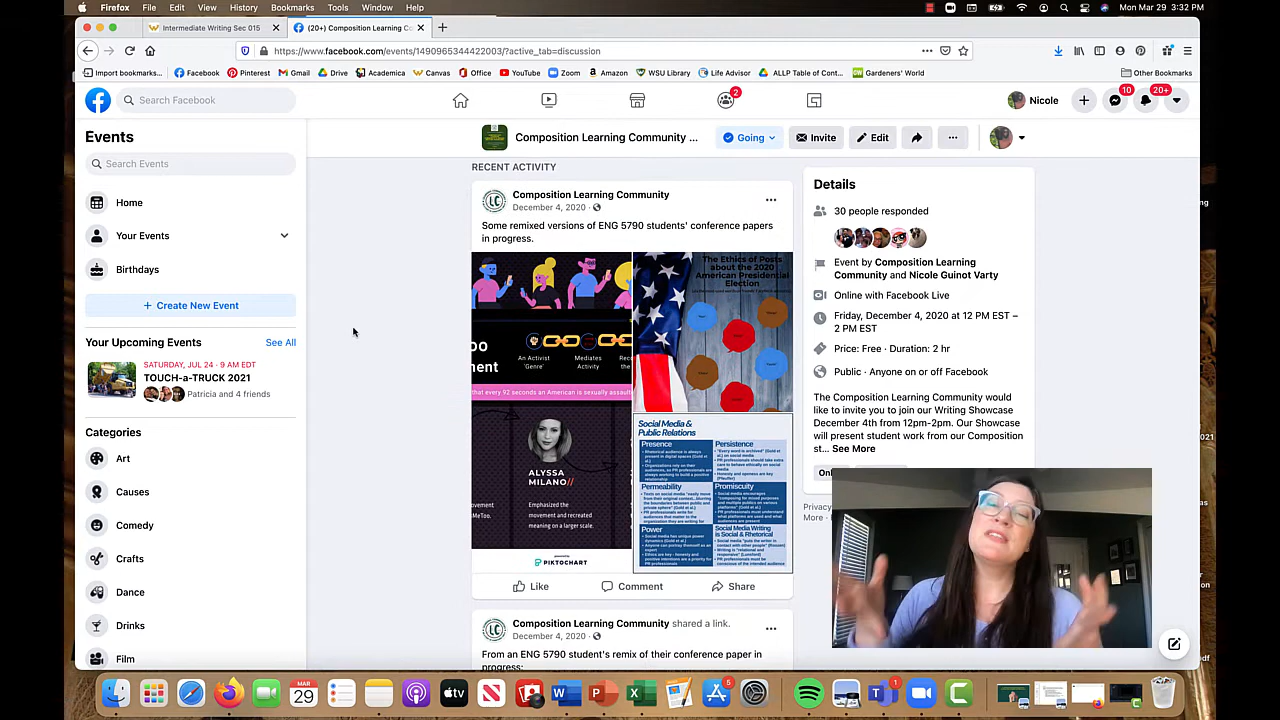 Firefox File Edit View History Bookmarks Tools Window Help
Mon Mar 29 3:32 PM
Intermediate Writing Sec 015
(20+) Composition Learning Co
https://www.facebook.com/events/1490965344422003/?active_tab=discussion
Import bookmarks... Facebook Pinterest Gmail Drive Academica Canvas Office YouTube Zoom Amazon WSU Library Life Advisor ALLP Table of Cont... Gardeners' World Other Bookmarks
Search Facebook
2
Nicole
10
20+
Events
Search Events
Home
Your Events
Birthdays
+ Create New Event
Your Upcoming Events See All
SATURDAY, JUL 24 · 9 AM EDT
TOUCH-a-TRUCK 2021
Patricia and 4 friends
Categories
Art
Causes
Comedy
Crafts
Dance
Drinks
Film
Composition Learning Community ...
Going
Invite
Edit
RECENT ACTIVITY
Composition Learning Community
December 4, 2020
Some remixed versions of ENG 5790 students' conference papers
in progress.
oo
ment
An Activist
'Genre'
Mediates
Activity
that every 92 seconds an American is sexually assault
ALYSSA
MILANO//
Emphasized the
movement and recreated
meaning on a larger scale.
PIKTOCHART
The Ethics of Posts
about the 2020
American Presidential
Election
Social Media &
Public Relations
Presence
Persistence
Permeability
Promiscuity
Power
Social Media Writing
is Social & Rhetorical
Like Comment Share
Composition Learning Community shared a link.
December 4, 2020
From an ENG 5790 student's remix of their conference paper in
progress:
Details
30 people responded
Event by Composition Learning
Community and Nicole Guinot Varty
Online with Facebook Live
Friday, December 4, 2020 at 12 PM EST –
2 PM EST
Price: Free · Duration: 2 hr
Public · Anyone on or off Facebook
The Composition Learning Community would
like to invite you to join our Writing Showcase
December 4th from 12pm-2pm. Our Showcase
will present student work from our Composition
st... See More
Privacy
More
MAR
29
tv
5
1